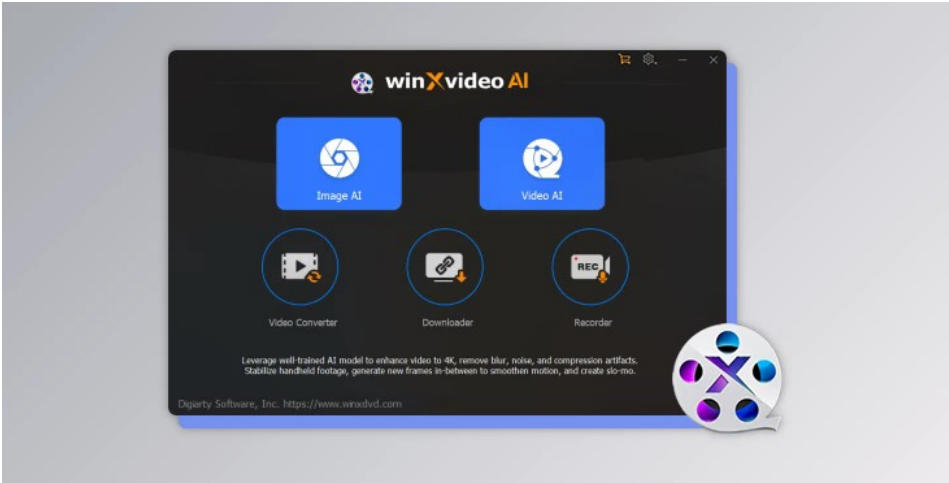 winXvideo AI
Image AI
Video AI
REC
Video Converter
Downloader
Recorder
Leverage well-trained AI model to enhance video to 4K, remove blur, noise, and compression artifacts.
Stabilize handheld footage, generate new frames in-between to smoothen motion, and create slo-mo.
Digiarty Software, Inc. https://www.winxdvd.com
X